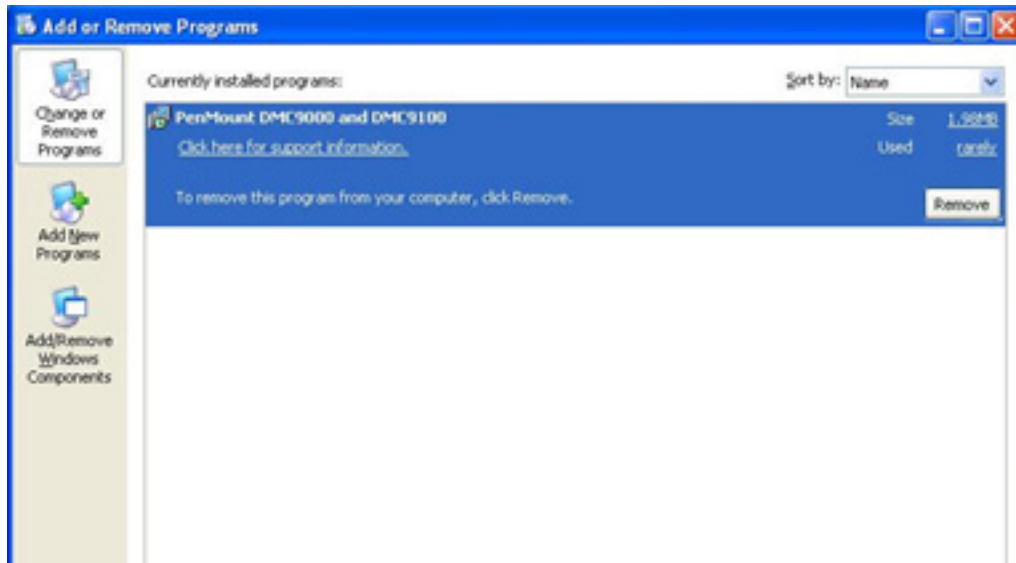 Add or Remove Programs
Change or
Remove
Programs
Currently installed programs:
Sort by: Name
PenMount DMC9000 and DMC9100
Size 1.98MB
Click here for support information.
Used rarely
To remove this program from your computer, click Remove.
Remove
Add New
Programs
Add/Remove
Windows
Components